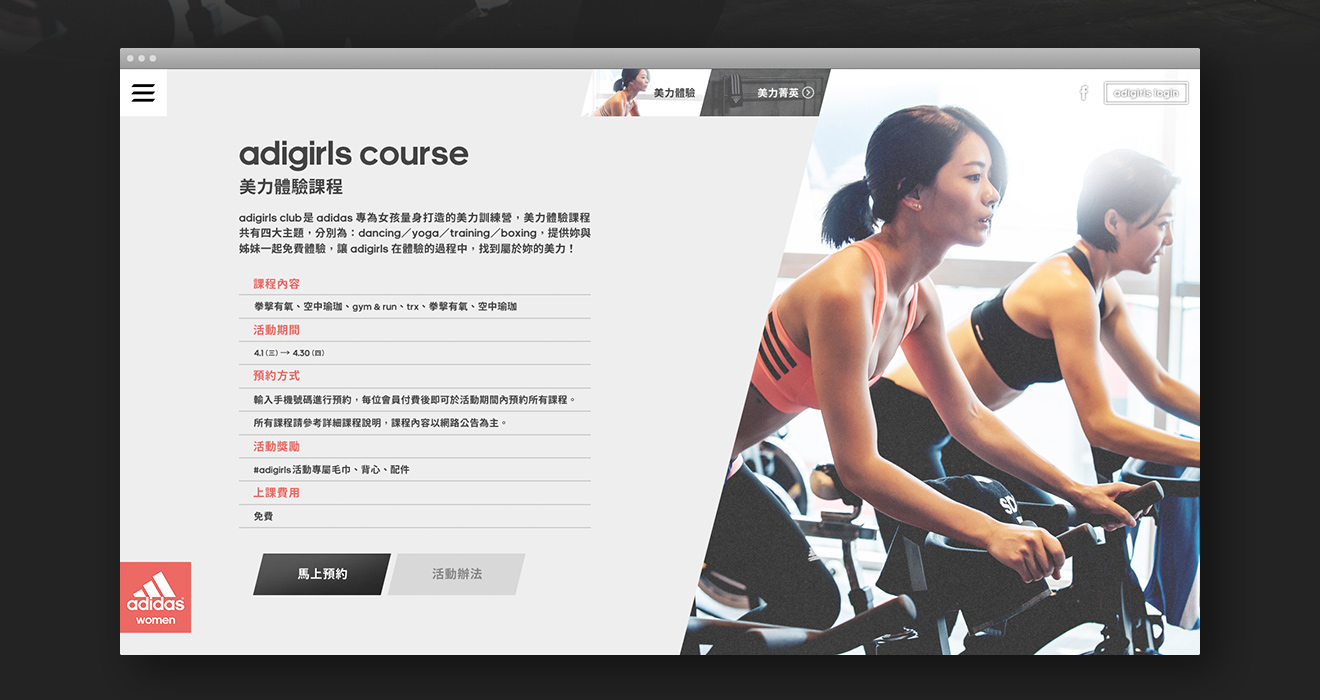 美力體驗
美力菁英
f
adigirls login
adigirls course
美力體驗課程
adigirls club是 adidas 專為女孩量身打造的美力訓練營，美力體驗課程
共有四大主題，分別為：dancing／yoga／training／boxing，提供妳與
姊妹一起免費體驗，讓 adigirls 在體驗的過程中，找到屬於妳的美力！
課程內容
拳擊有氧、空中瑜珈、gym & run、trx、拳擊有氧、空中瑜珈
活動期間
4.1 (三) → 4.30 (四)
預約方式
輸入手機號碼進行預約，每位會員付費後即可於活動期間內預約所有課程。
所有課程請參考詳細課程說明，課程內容以網路公告為主。
活動獎勵
#adigirls活動專屬毛巾、背心、配件
上課費用
免費
馬上預約
活動辦法
adidas
women